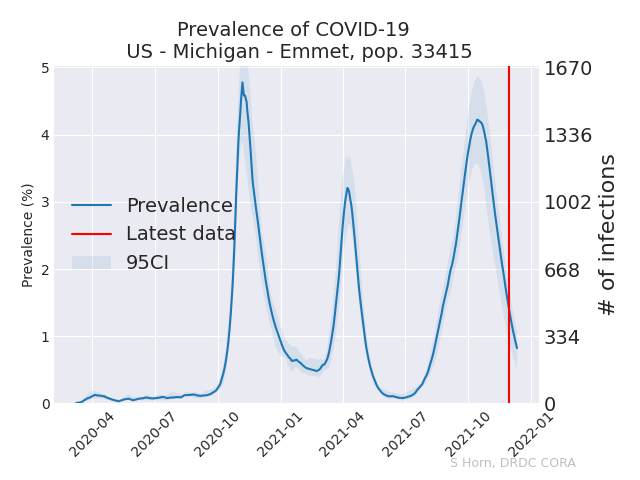 Prevalence of COVID-19
US - Michigan - Emmet, pop. 33415
5
4
3
2
1
0
Prevalence (%)
1670
1336
1002
668
334
0
# of infections
Prevalence
Latest data
95CI
2020-04
2020-07
2020-10
2021-01
2021-04
2021-07
2021-10
2022-01
S Horn, DRDC CORA